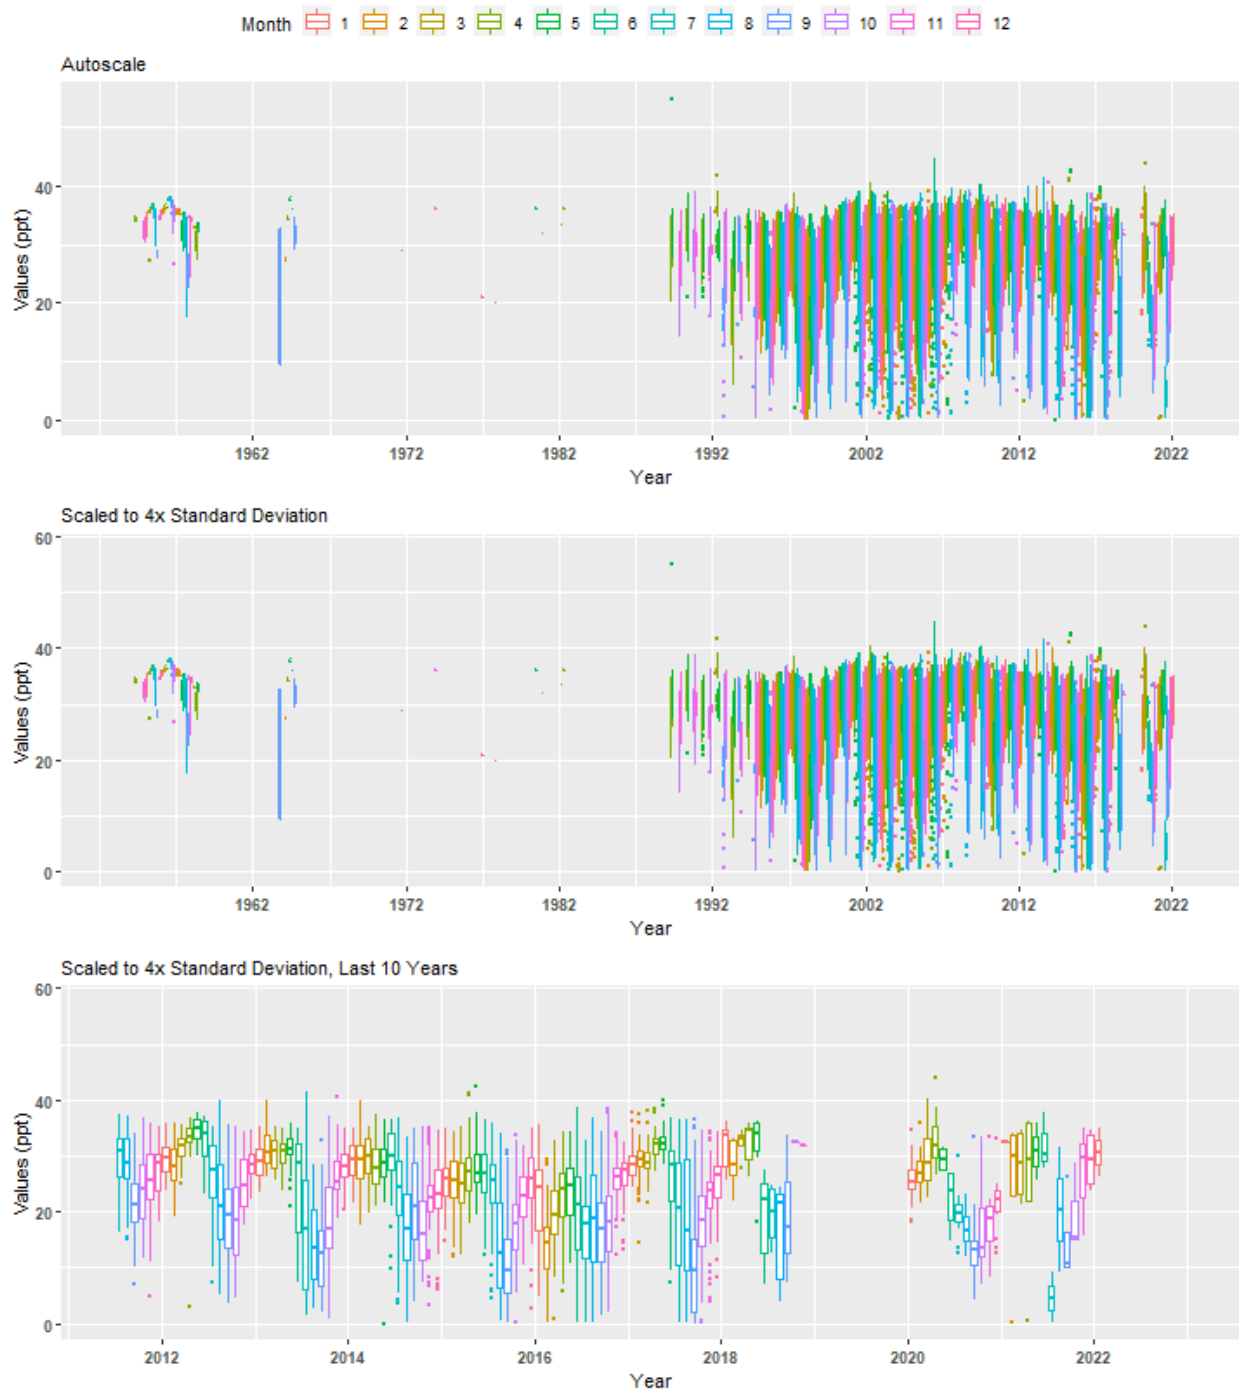 Month 1 2 3 4 5 6 7 8 9 10 11 12
Autoscale
Values (ppt)
40
20
0
1962 1972 1982 1992 2002 2012 2022
Year
Scaled to 4x Standard Deviation
Values (ppt)
60
40
20
0
1962 1972 1982 1992 2002 2012 2022
Year
Scaled to 4x Standard Deviation, Last 10 Years
Values (ppt)
60
40
20
0
2012 2014 2016 2018 2020 2022
Year